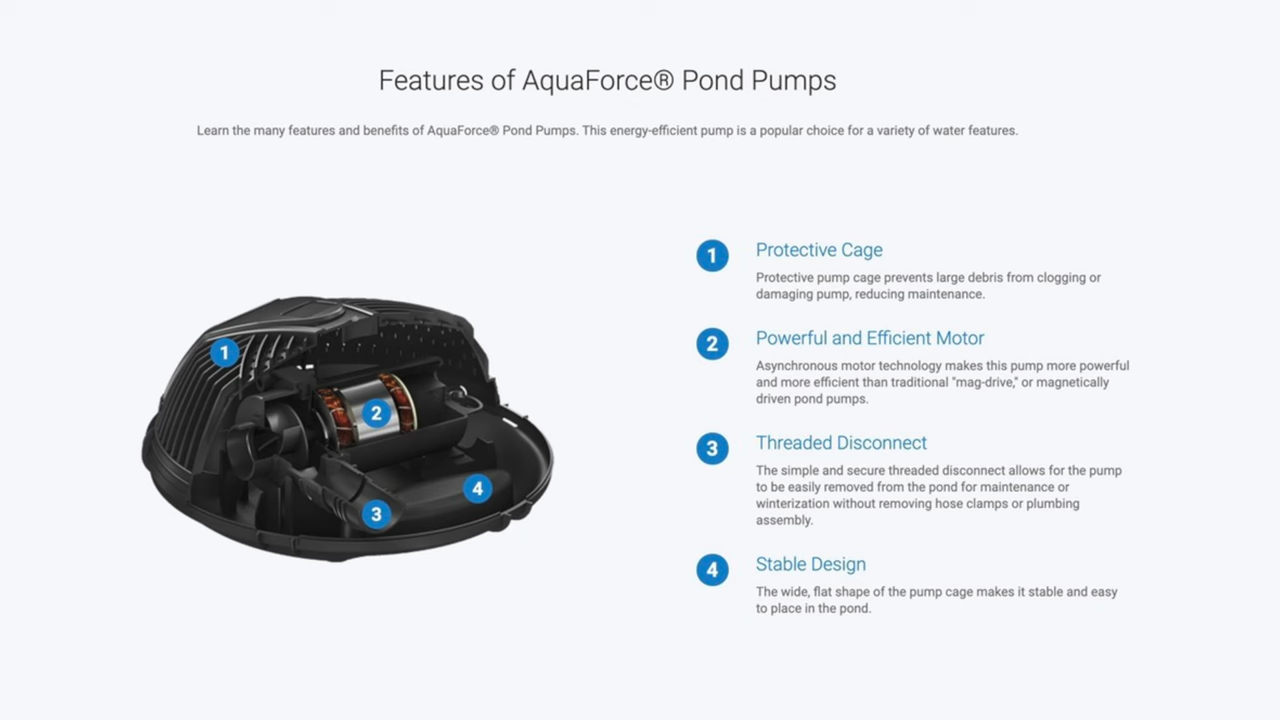 Features of AquaForce® Pond Pumps
Learn the many features and benefits of AquaForce® Pond Pumps. This energy-efficient pump is a popular choice for a variety of water features.
1
2
3
4
1 Protective Cage
Protective pump cage prevents large debris from clogging or
damaging pump, reducing maintenance.
2 Powerful and Efficient Motor
Asynchronous motor technology makes this pump more powerful
and more efficient than traditional "mag-drive," or magnetically
driven pond pumps.
3 Threaded Disconnect
The simple and secure threaded disconnect allows for the pump
to be easily removed from the pond for maintenance or
winterization without removing hose clamps or plumbing
assembly.
4 Stable Design
The wide, flat shape of the pump cage makes it stable and easy
to place in the pond.